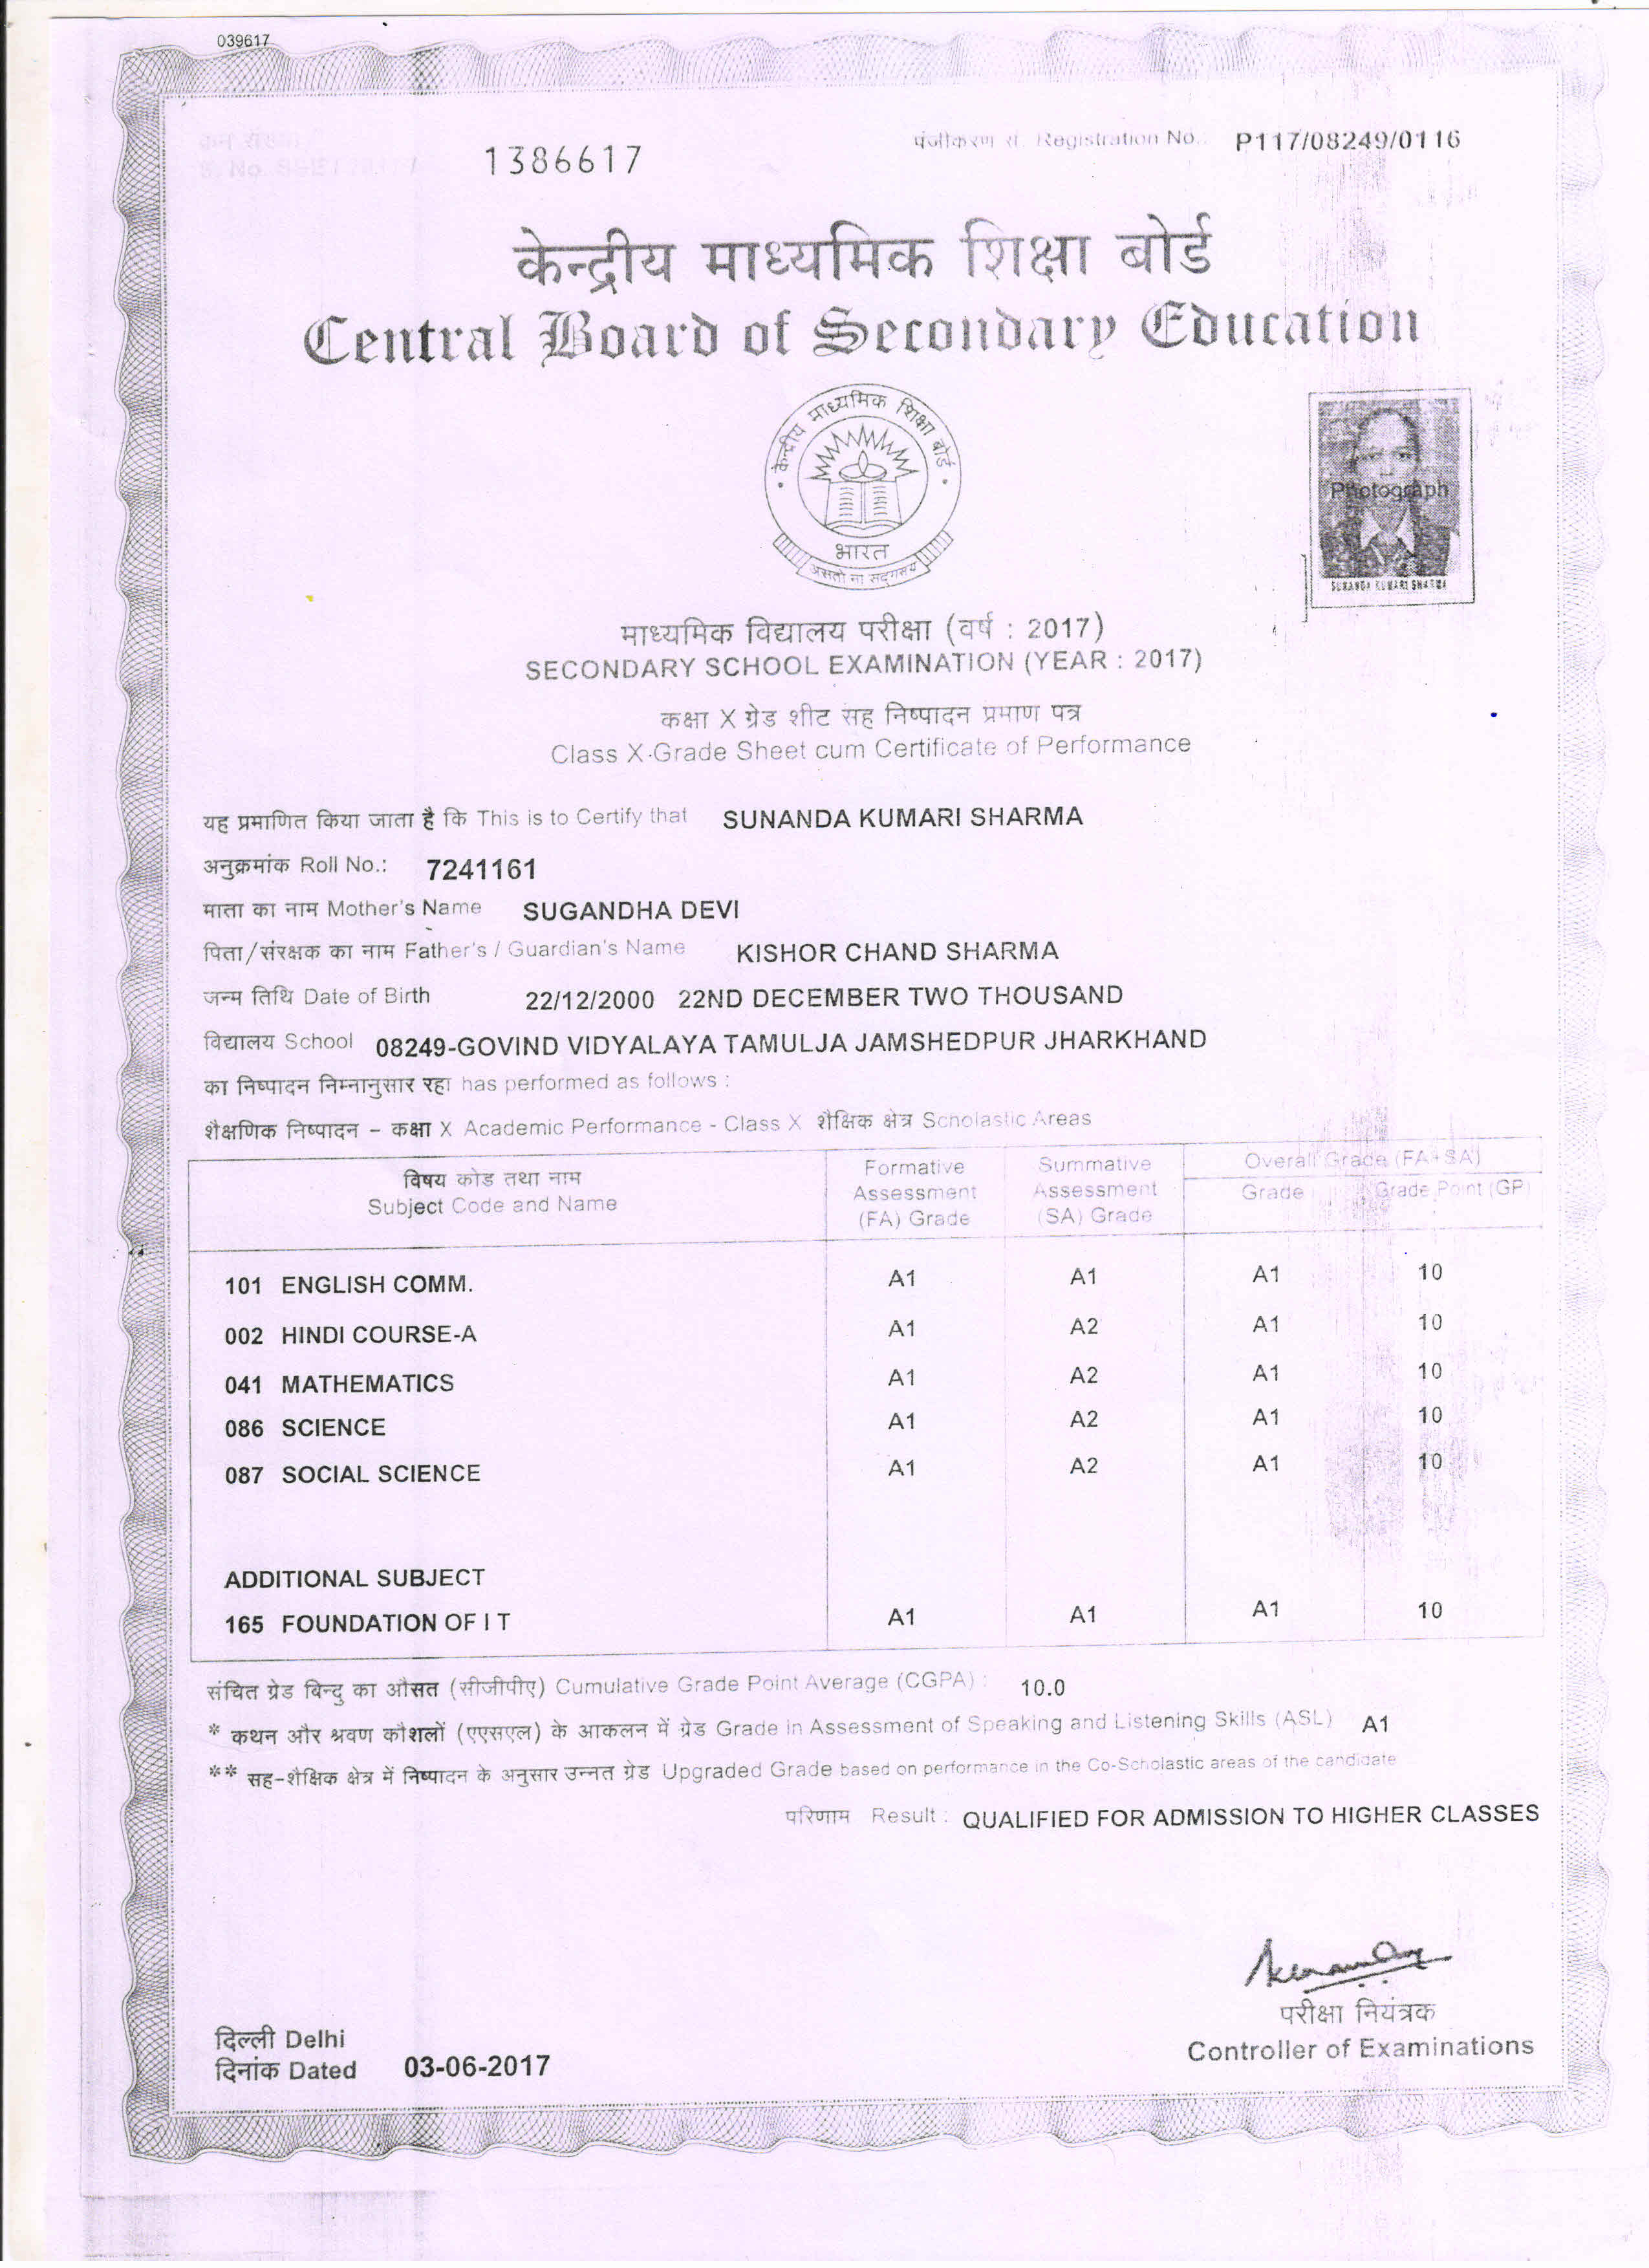 039617
1386617
पंजीकरण सं. Registration No.: P117/08249/0116
केन्द्रीय माध्यमिक शिक्षा बोर्ड
Central Board of Secondary Education
केन्द्रीय माध्यमिक शिक्षा बोर्ड
भारत
असतो मा सद्गमय
Photograph
SUNANDA KUMARI SHARMA
माध्यमिक विद्यालय परीक्षा (वर्ष : 2017)
SECONDARY SCHOOL EXAMINATION (YEAR : 2017)
कक्षा X ग्रेड शीट सह निष्पादन प्रमाण पत्र
Class X-Grade Sheet cum Certificate of Performance
यह प्रमाणित किया जाता है कि This is to Certify that SUNANDA KUMARI SHARMA
अनुक्रमांक Roll No.: 7241161
माता का नाम Mother's Name SUGANDHA DEVI
पिता/संरक्षक का नाम Father's / Guardian's Name KISHOR CHAND SHARMA
जन्म तिथि Date of Birth 22/12/2000 22ND DECEMBER TWO THOUSAND
विद्यालय School 08249-GOVIND VIDYALAYA TAMULJA JAMSHEDPUR JHARKHAND
का निष्पादन निम्नानुसार रहा has performed as follows :
शैक्षणिक निष्पादन – कक्षा X Academic Performance - Class X शैक्षिक क्षेत्र Scholastic Areas
विषय कोड तथा नाम Subject Code and Name
Formative Assessment (FA) Grade
Summative Assessment (SA) Grade
Overall Grade (FA+SA)
Grade Grade Point (GP)
101 ENGLISH COMM. A1 A1 A1 10
002 HINDI COURSE-A A1 A2 A1 10
041 MATHEMATICS A1 A2 A1 10
086 SCIENCE A1 A2 A1 10
087 SOCIAL SCIENCE A1 A2 A1 10
ADDITIONAL SUBJECT
165 FOUNDATION OF I T A1 A1 A1 10
संचित ग्रेड बिन्दु का औसत (सीजीपीए) Cumulative Grade Point Average (CGPA) : 10.0
* कथन और श्रवण कौशलों (एएसएल) के आकलन में ग्रेड Grade in Assessment of Speaking and Listening Skills (ASL) A1
** सह-शैक्षिक क्षेत्र में निष्पादन के अनुसार उन्नत ग्रेड Upgraded Grade based on performance in the Co-Scholastic areas of the candidate
परिणाम Result : QUALIFIED FOR ADMISSION TO HIGHER CLASSES
परीक्षा नियंत्रक
Controller of Examinations
दिल्ली Delhi
दिनांक Dated 03-06-2017